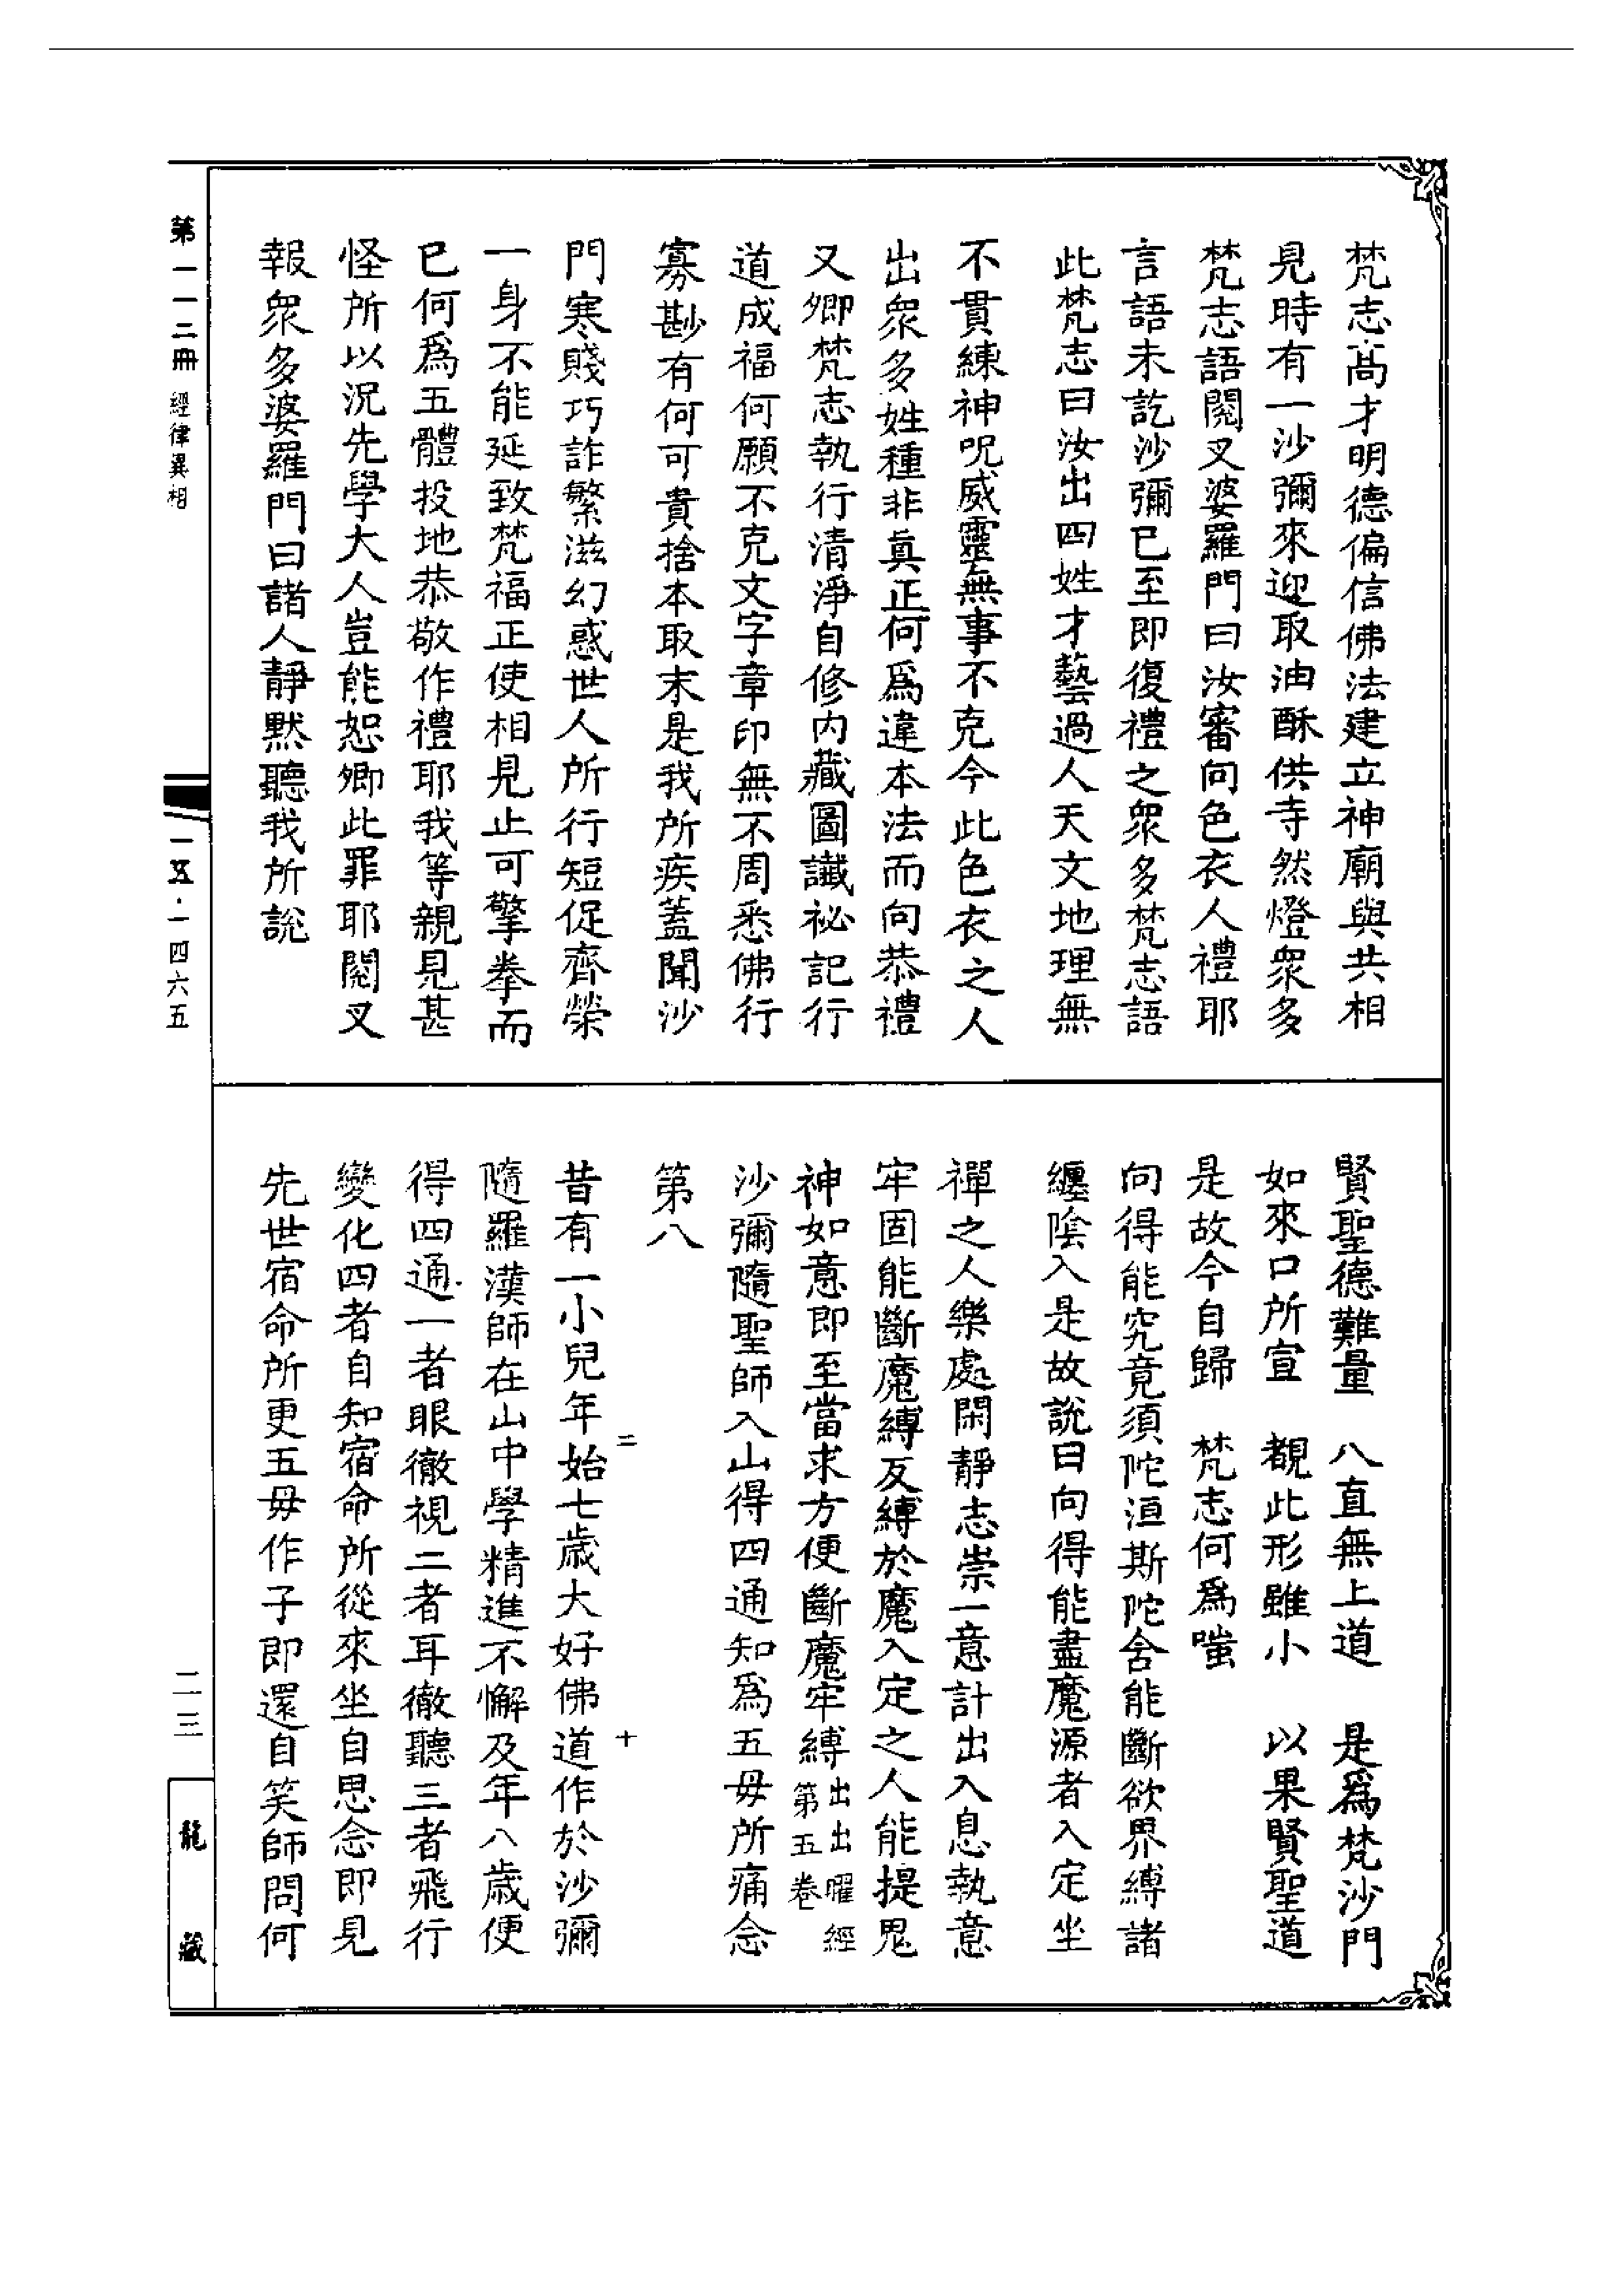 梵志高才明德偏信佛法建立神廟與共相
見時有一沙彌來迎取油酥供寺然燈衆多
梵志語閱叉婆羅門曰汝審向色衣人禮耶
言語未訖沙彌已至即復禮之衆多梵志語
此梵志曰汝出四姓才藝過人天文地理無
不貫練神呪威靈無事不克今此色衣之人
出衆多姓種非真正何爲違本法而向恭禮
又卿梵志執行清淨自修内藏圖讖祕記行
道成福何願不克文字章印無不周悉佛行
寡尠有何可貴捨本取末是我所疾蓋聞沙
門寒賤巧詐繁滋幻惑世人所行短促齊榮
一身不能延致梵福正使相見止可擎拳而
已何爲五體投地恭敬作禮耶我等親見甚
怪所以況先學大人豈能恕卿此罪耶閱叉
報衆多婆羅門曰諸人靜默聽我所說
賢聖德難量　八直無上道　是爲梵沙門
如來口所宣　覩此形雖小　以果賢聖道
是故今自歸　梵志何爲嗤
向得能究竟須陀洹斯陀含能斷欲界縛諸
纏陰入是故說曰向得能盡魔源者入定坐
禪之人樂處閑靜志崇一意計出入息執意
牢固能斷魔縛反縛於魔入定之人能提鬼
神如意即至當求方便斷魔牢縛出出曜經第五卷
沙彌隨聖師入山得四通知爲五母所痛念
第八
二　十
昔有一小兒年始七歲大好佛道作於沙彌
隨羅漢師在山中學精進不懈及年八歲便
得四通一者眼徹視二者耳徹聽三者飛行
變化四者自知宿命所從來坐自思念即見
先世宿命所更五母作子即還自笑師問何
第一一二冊　經律異相
一五·一四六五
二三
龍藏